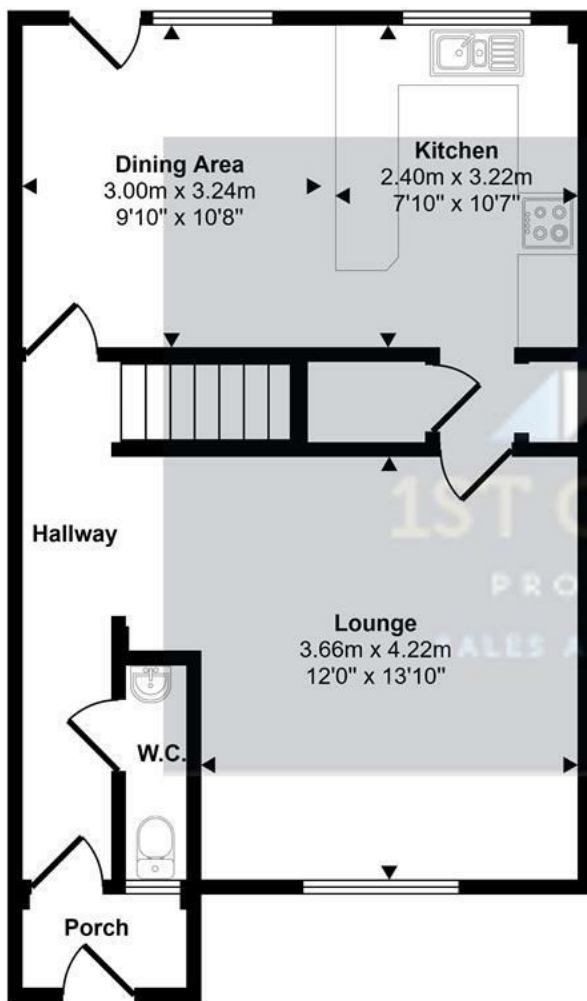 Dining Area
3.00m x 3.24m
9'10" x 10'8"
Kitchen
2.40m x 3.22m
7'10" x 10'7"
1ST
Hallway
PRO
Lounge
3.66m x 4.22m
12'0" x 13'10"
SALES
W.C.
Porch